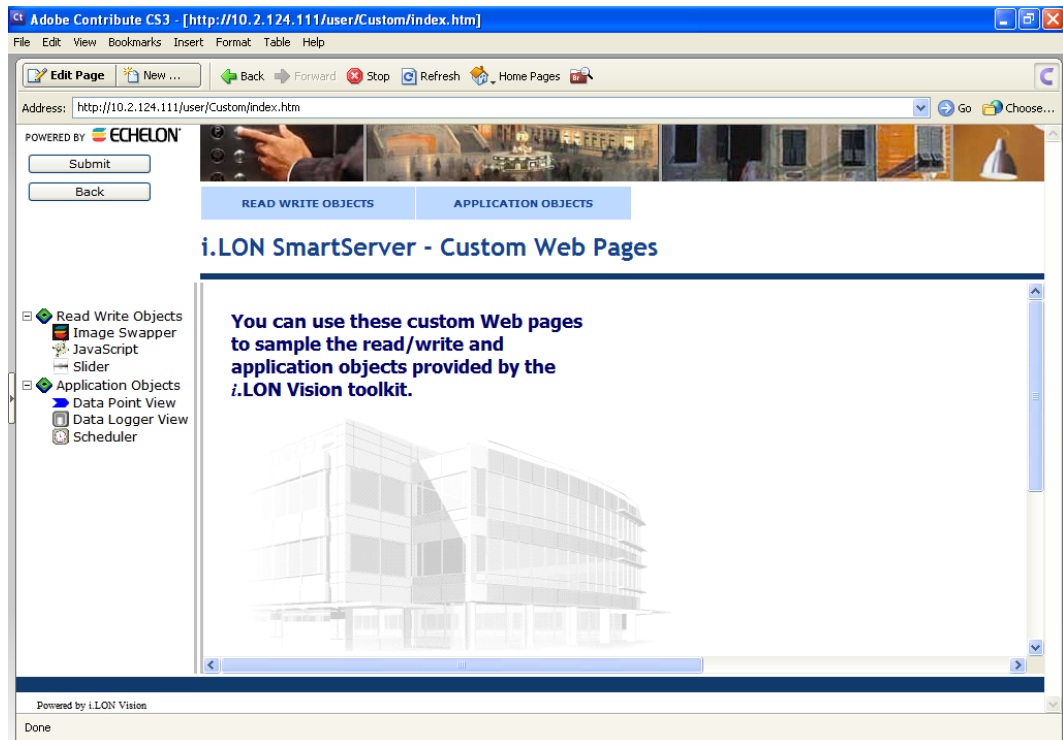 Adobe Contribute CS3 - [http://10.2.124.111/user/Custom/index.htm]
File Edit View Bookmarks Insert Format Table Help
Edit Page New ... Back Forward Stop Refresh Home Pages
Address: http://10.2.124.111/user/Custom/index.htm Go Choose...
POWERED BY ECHELON
Submit
Back
READ WRITE OBJECTS APPLICATION OBJECTS
i.LON SmartServer - Custom Web Pages
Read Write Objects
Image Swapper
JavaScript
Slider
Application Objects
Data Point View
Data Logger View
Scheduler
You can use these custom Web pages
to sample the read/write and
application objects provided by the
i.LON Vision toolkit.
Powered by i.LON Vision
Done